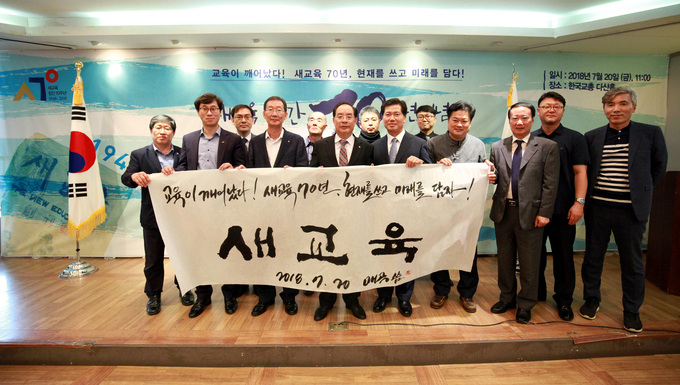 교육이 깨어났다! 새교육 70년, 현재를 쓰고 미래를 담다!
일시 : 2018년 7월 20일 (금), 11:00
장소 : 한국교총 다산홀
70
교육이 깨어났다! 새교육 70년, 현재를 쓰고 미래를 담자!
새교육
2018. 7. 20